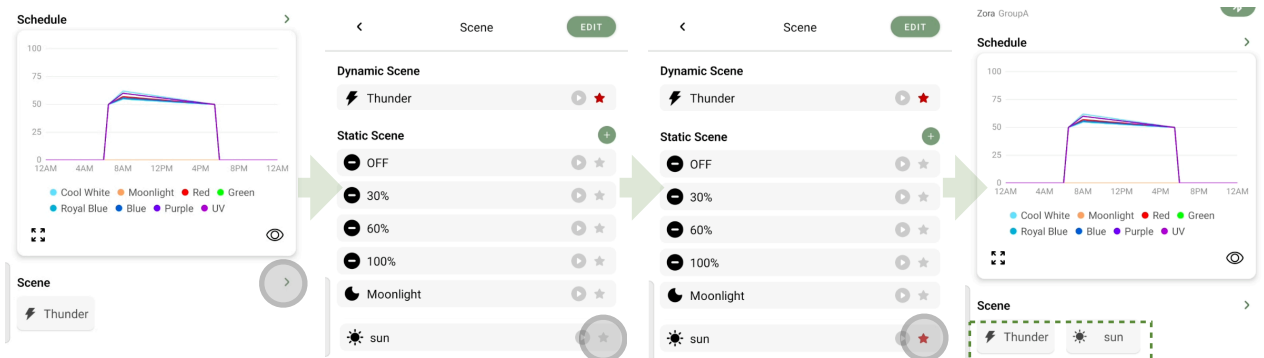 Schedule
100
75
50
25
0
12AM 4AM 8AM 12PM 4PM 8PM 12AM
Cool White Moonlight Red Green
Royal Blue Blue Purple UV
Scene
Thunder
Scene EDIT
Dynamic Scene
Thunder
Static Scene
OFF
30%
60%
100%
Moonlight
sun
Scene EDIT
Dynamic Scene
Thunder
Static Scene
OFF
30%
60%
100%
Moonlight
sun
Zora GroupA
Schedule
100
75
50
25
0
12AM 4AM 8AM 12PM 4PM 8PM 12AM
Cool White Moonlight Red Green
Royal Blue Blue Purple UV
Scene
Thunder sun